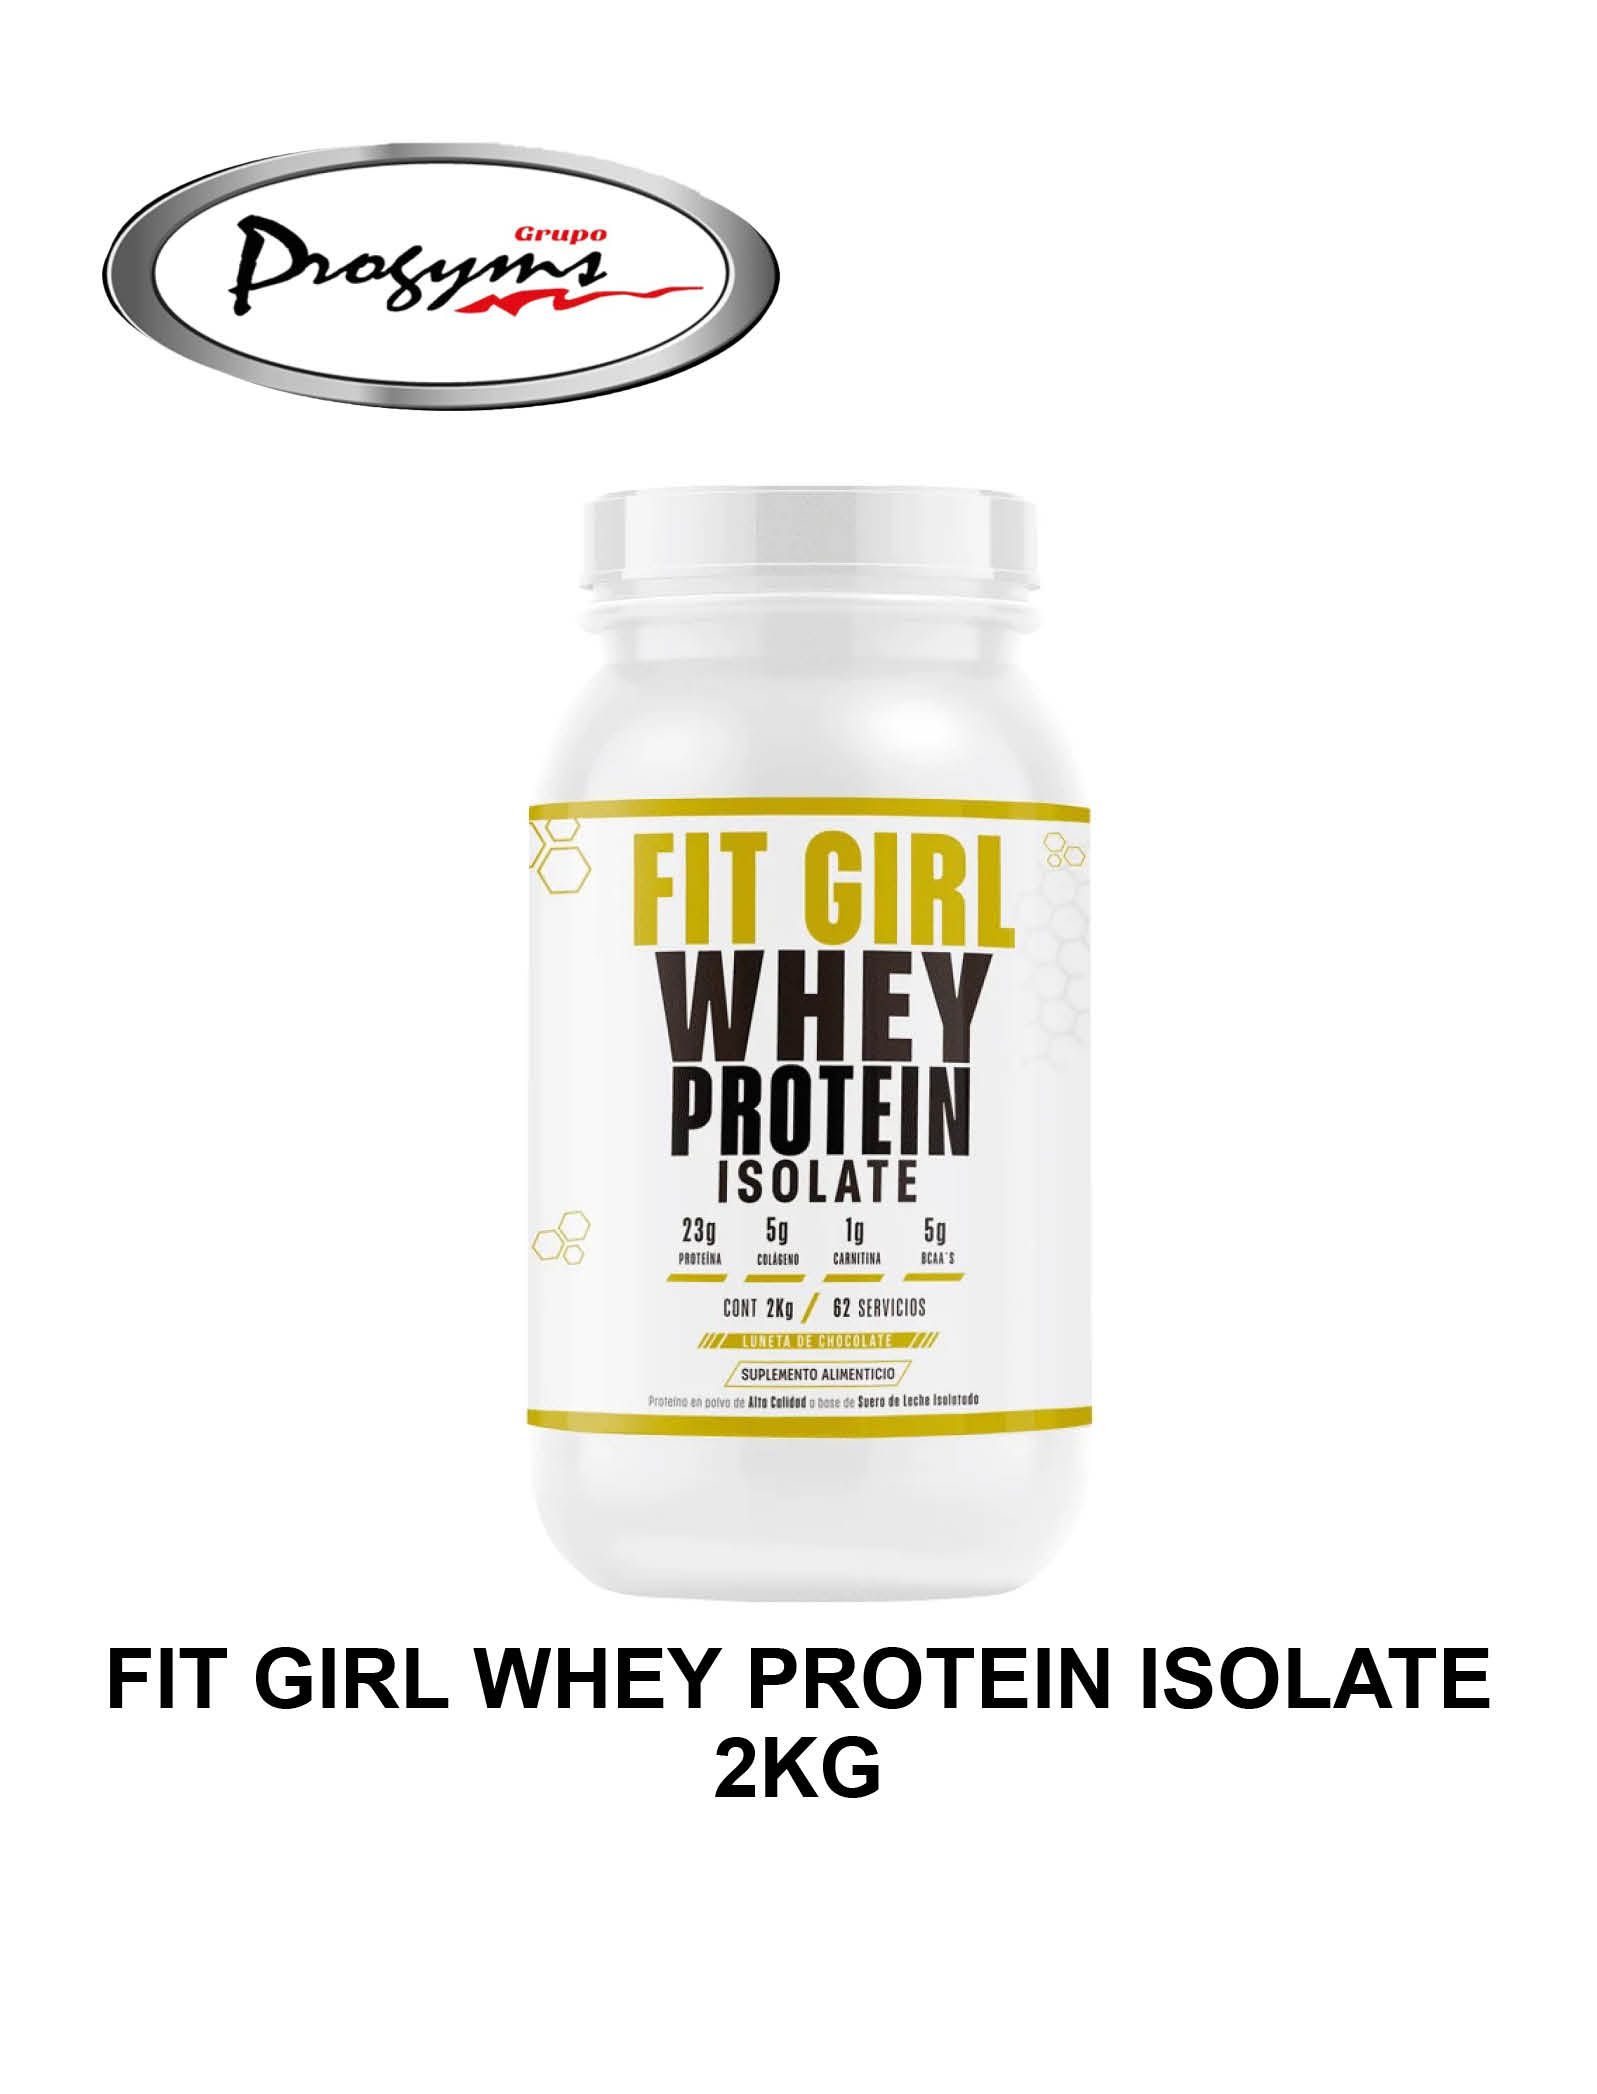 Grupo
Progyms
FIT GIRL
WHEY
PROTEIN
ISOLATE
23g 5g 1g 5g
PROTEÍNA COLÁGENO CARNITINA BCAA´S
CONT 2Kg / 62 SERVICIOS
LUNETA DE CHOCOLATE
SUPLEMENTO ALIMENTICIO
Proteína en polvo de Alta Calidad a base de Suero de Leche Isolatada
FIT GIRL WHEY PROTEIN ISOLATE
2KG